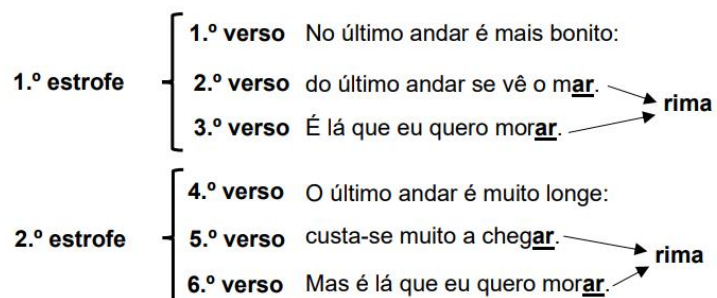 1.º verso No último andar é mais bonito:
1.º estrofe 2.º verso do último andar se vê o mar. rima
3.º verso É lá que eu quero morar.
4.º verso O último andar é muito longe:
2.º estrofe 5.º verso custa-se muito a chegar. rima
6.º verso Mas é lá que eu quero morar.